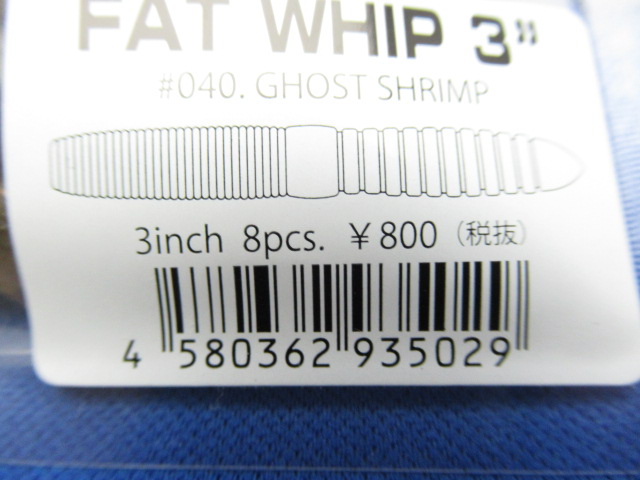 FAT WHIP 3"
#040. GHOST SHRIMP
3inch 8pcs. ¥800（税抜）
4 580362 935029